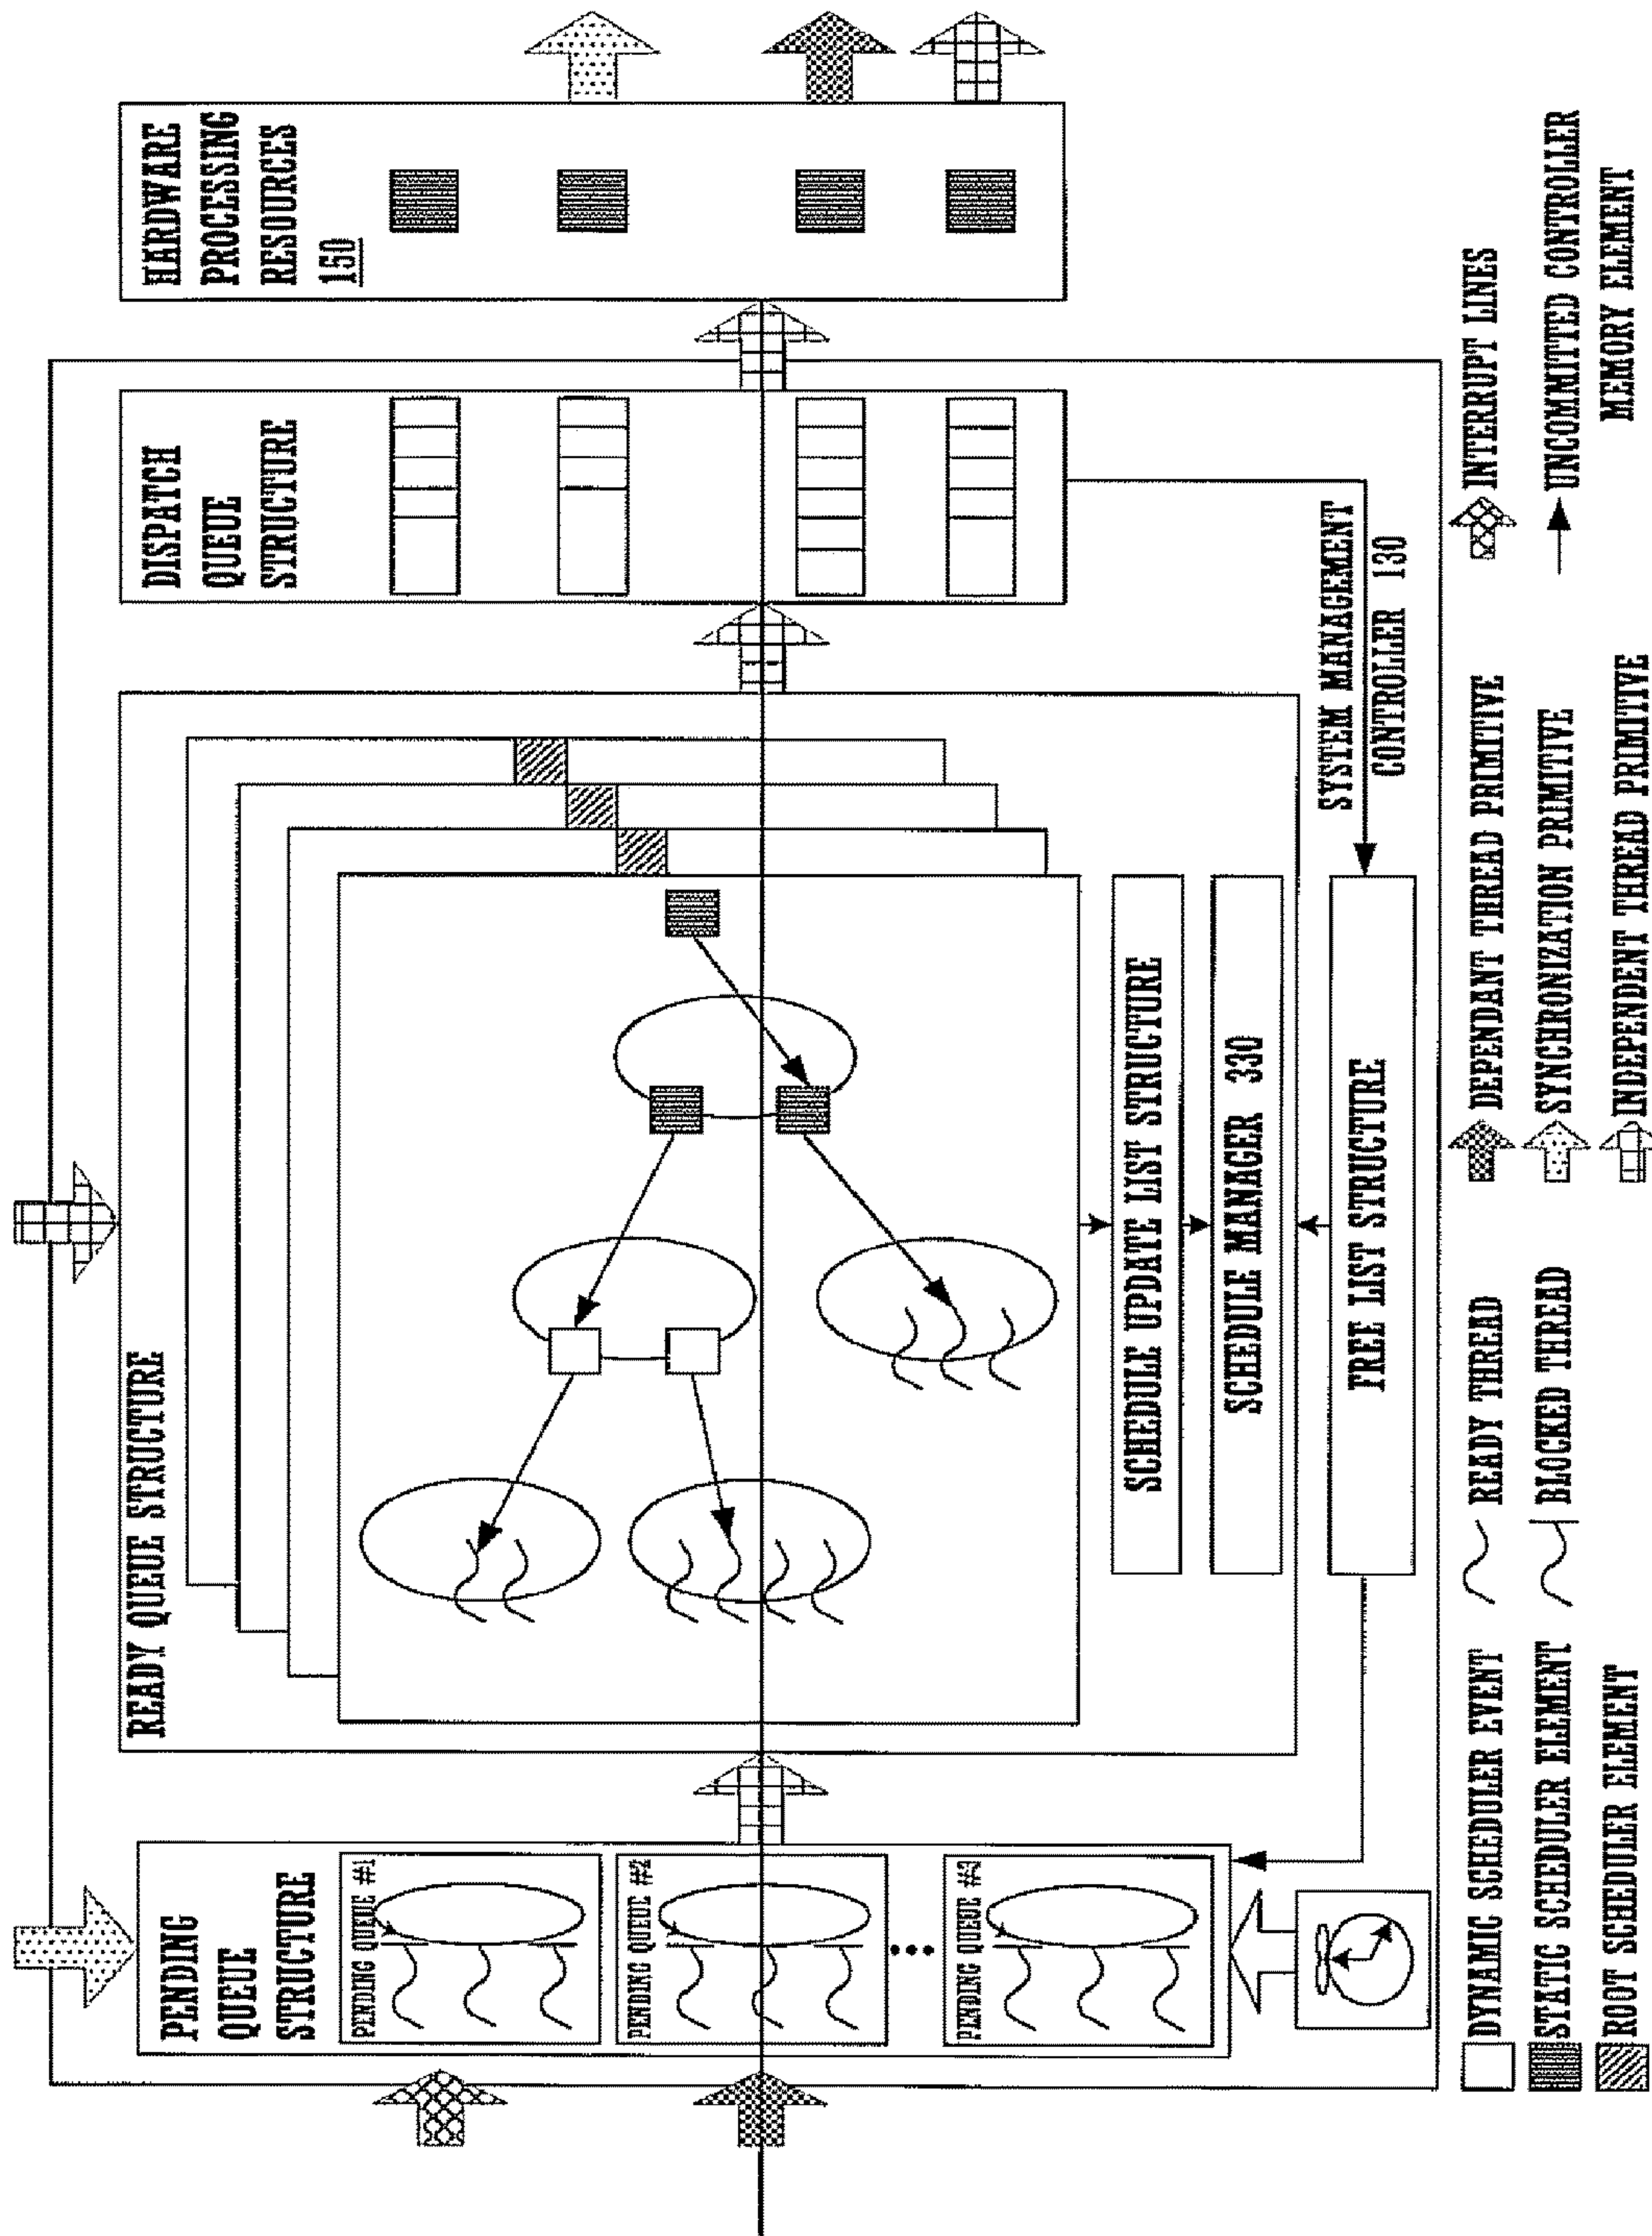 PENDING
QUEUE
STRUCTURE
PENDING QUEUE #1
PENDING QUEUE #2
PENDING QUEUE #3
READY QUEUE STRUCTURE
SCHEDULE UPDATE LIST STRUCTURE
SCHEDULE MANAGER 330
FREE LIST STRUCTURE
DISPATCH
QUEUE
STRUCTURE
SYSTEM MANAGEMENT
CONTROLLER 130
HARDWARE
PROCESSING
RESOURCES
150
DYNAMIC SCHEDULER EVENT
STATIC SCHEDULER ELEMENT
ROOT SCHEDULER ELEMENT
READY THREAD
BLOCKED THREAD
DEPENDANT THREAD PRIMITIVE
SYNCHRONIZATION PRIMITIVE
INDEPENDENT THREAD PRIMITIVE
INTERRUPT LINES
UNCOMMITTED CONTROLLER
MEMORY ELEMENT